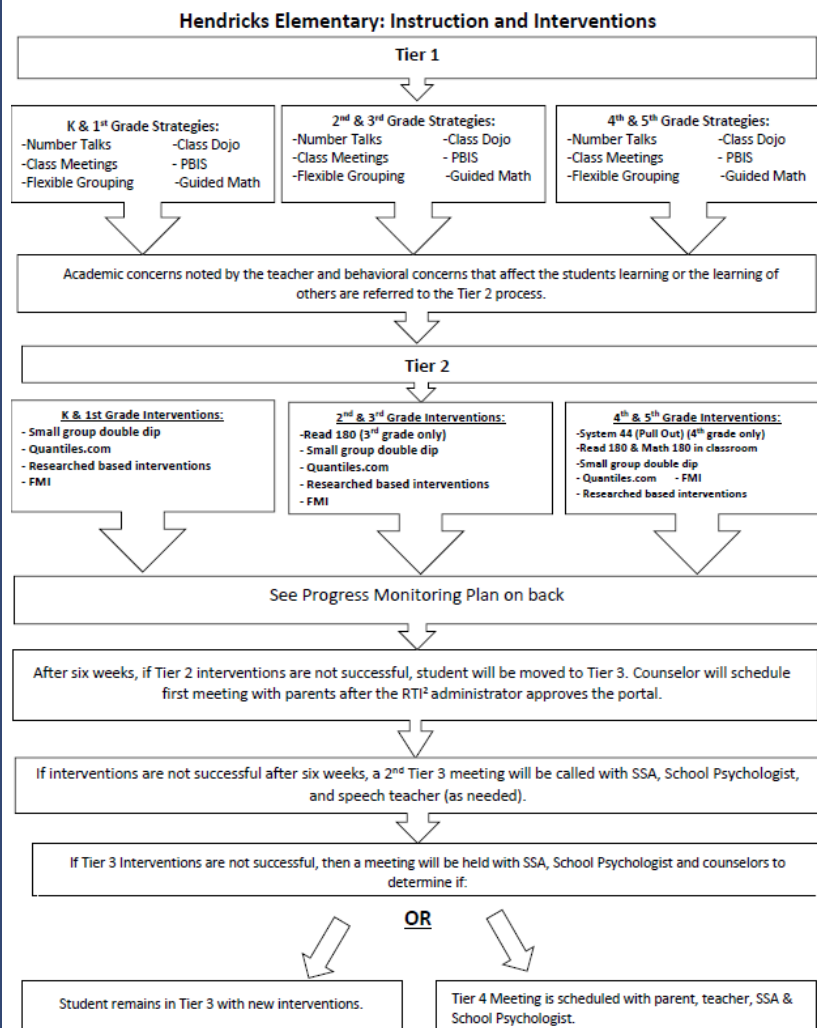 Hendricks Elementary: Instruction and Interventions
Tier 1
K & 1st Grade Strategies:
-Number Talks -Class Dojo
-Class Meetings - PBIS
-Flexible Grouping -Guided Math
2nd & 3rd Grade Strategies:
-Number Talks -Class Dojo
-Class Meetings - PBIS
-Flexible Grouping -Guided Math
4th & 5th Grade Strategies:
-Number Talks -Class Dojo
-Class Meetings - PBIS
-Flexible Grouping -Guided Math
Academic concerns noted by the teacher and behavioral concerns that affect the students learning or the learning of
others are referred to the Tier 2 process.
Tier 2
K & 1st Grade Interventions:
- Small group double dip
- Quantiles.com
- Researched based interventions
- FMI
2nd & 3rd Grade Interventions:
-Read 180 (3rd grade only)
- Small group double dip
- Quantiles.com
- Researched based interventions
- FMI
4th & 5th Grade Interventions:
-System 44 (Pull Out) (4th grade only)
-Read 180 & Math 180 in classroom
-Small group double dip
- Quantiles.com - FMI
- Researched based interventions
See Progress Monitoring Plan on back
After six weeks, if Tier 2 interventions are not successful, student will be moved to Tier 3. Counselor will schedule
first meeting with parents after the RTI² administrator approves the portal.
If interventions are not successful after six weeks, a 2nd Tier 3 meeting will be called with SSA, School Psychologist,
and speech teacher (as needed).
If Tier 3 Interventions are not successful, then a meeting will be held with SSA, School Psychologist and counselors to
determine if:
OR
Student remains in Tier 3 with new interventions.
Tier 4 Meeting is scheduled with parent, teacher, SSA &
School Psychologist.